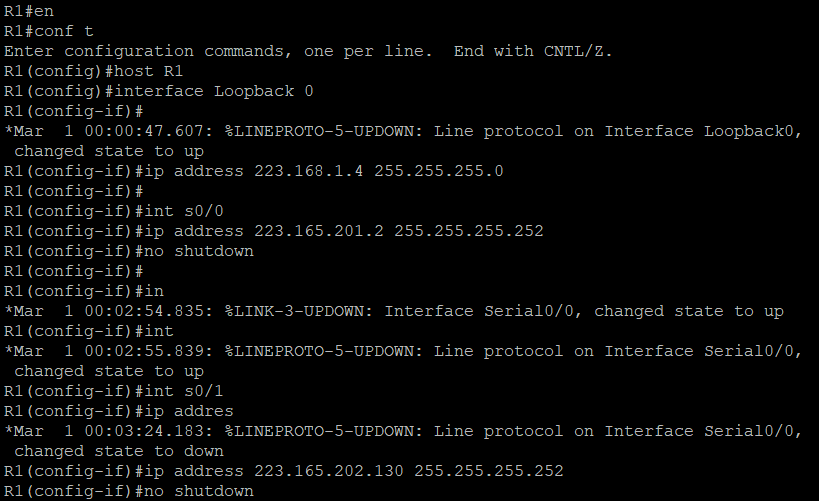 R1#en
R1#conf t
Enter configuration commands, one per line.  End with CNTL/Z.
R1(config)#host R1
R1(config)#interface Loopback 0
R1(config-if)#
*Mar  1 00:00:47.607: %LINEPROTO-5-UPDOWN: Line protocol on Interface Loopback0,
 changed state to up
R1(config-if)#ip address 223.168.1.4 255.255.255.0
R1(config-if)#
R1(config-if)#int s0/0
R1(config-if)#ip address 223.165.201.2 255.255.255.252
R1(config-if)#no shutdown
R1(config-if)#
R1(config-if)#in
*Mar  1 00:02:54.835: %LINK-3-UPDOWN: Interface Serial0/0, changed state to up
R1(config-if)#int
*Mar  1 00:02:55.839: %LINEPROTO-5-UPDOWN: Line protocol on Interface Serial0/0,
 changed state to up
R1(config-if)#int s0/1
R1(config-if)#ip addres
*Mar  1 00:03:24.183: %LINEPROTO-5-UPDOWN: Line protocol on Interface Serial0/0,
 changed state to down
R1(config-if)#ip address 223.165.202.130 255.255.255.252
R1(config-if)#no shutdown